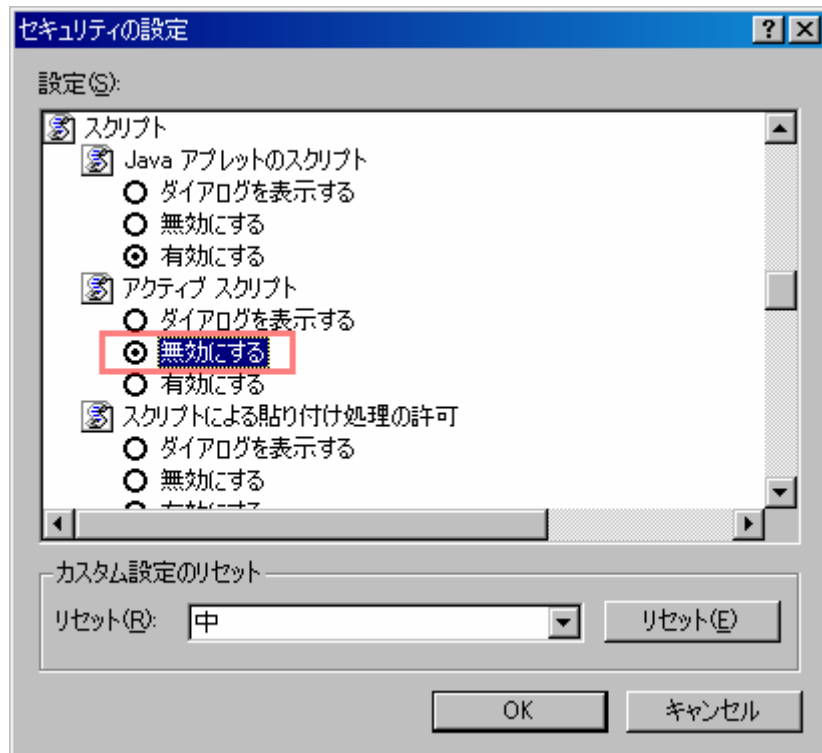 セキュリティの設定
設定(S):
スクリプト
Java アプレットのスクリプト
ダイアログを表示する
無効にする
有効にする
アクティブ スクリプト
ダイアログを表示する
無効にする
有効にする
スクリプトによる貼り付け処理の許可
ダイアログを表示する
無効にする
カスタム設定のリセット
リセット(R): 中 リセット(E)
OK キャンセル